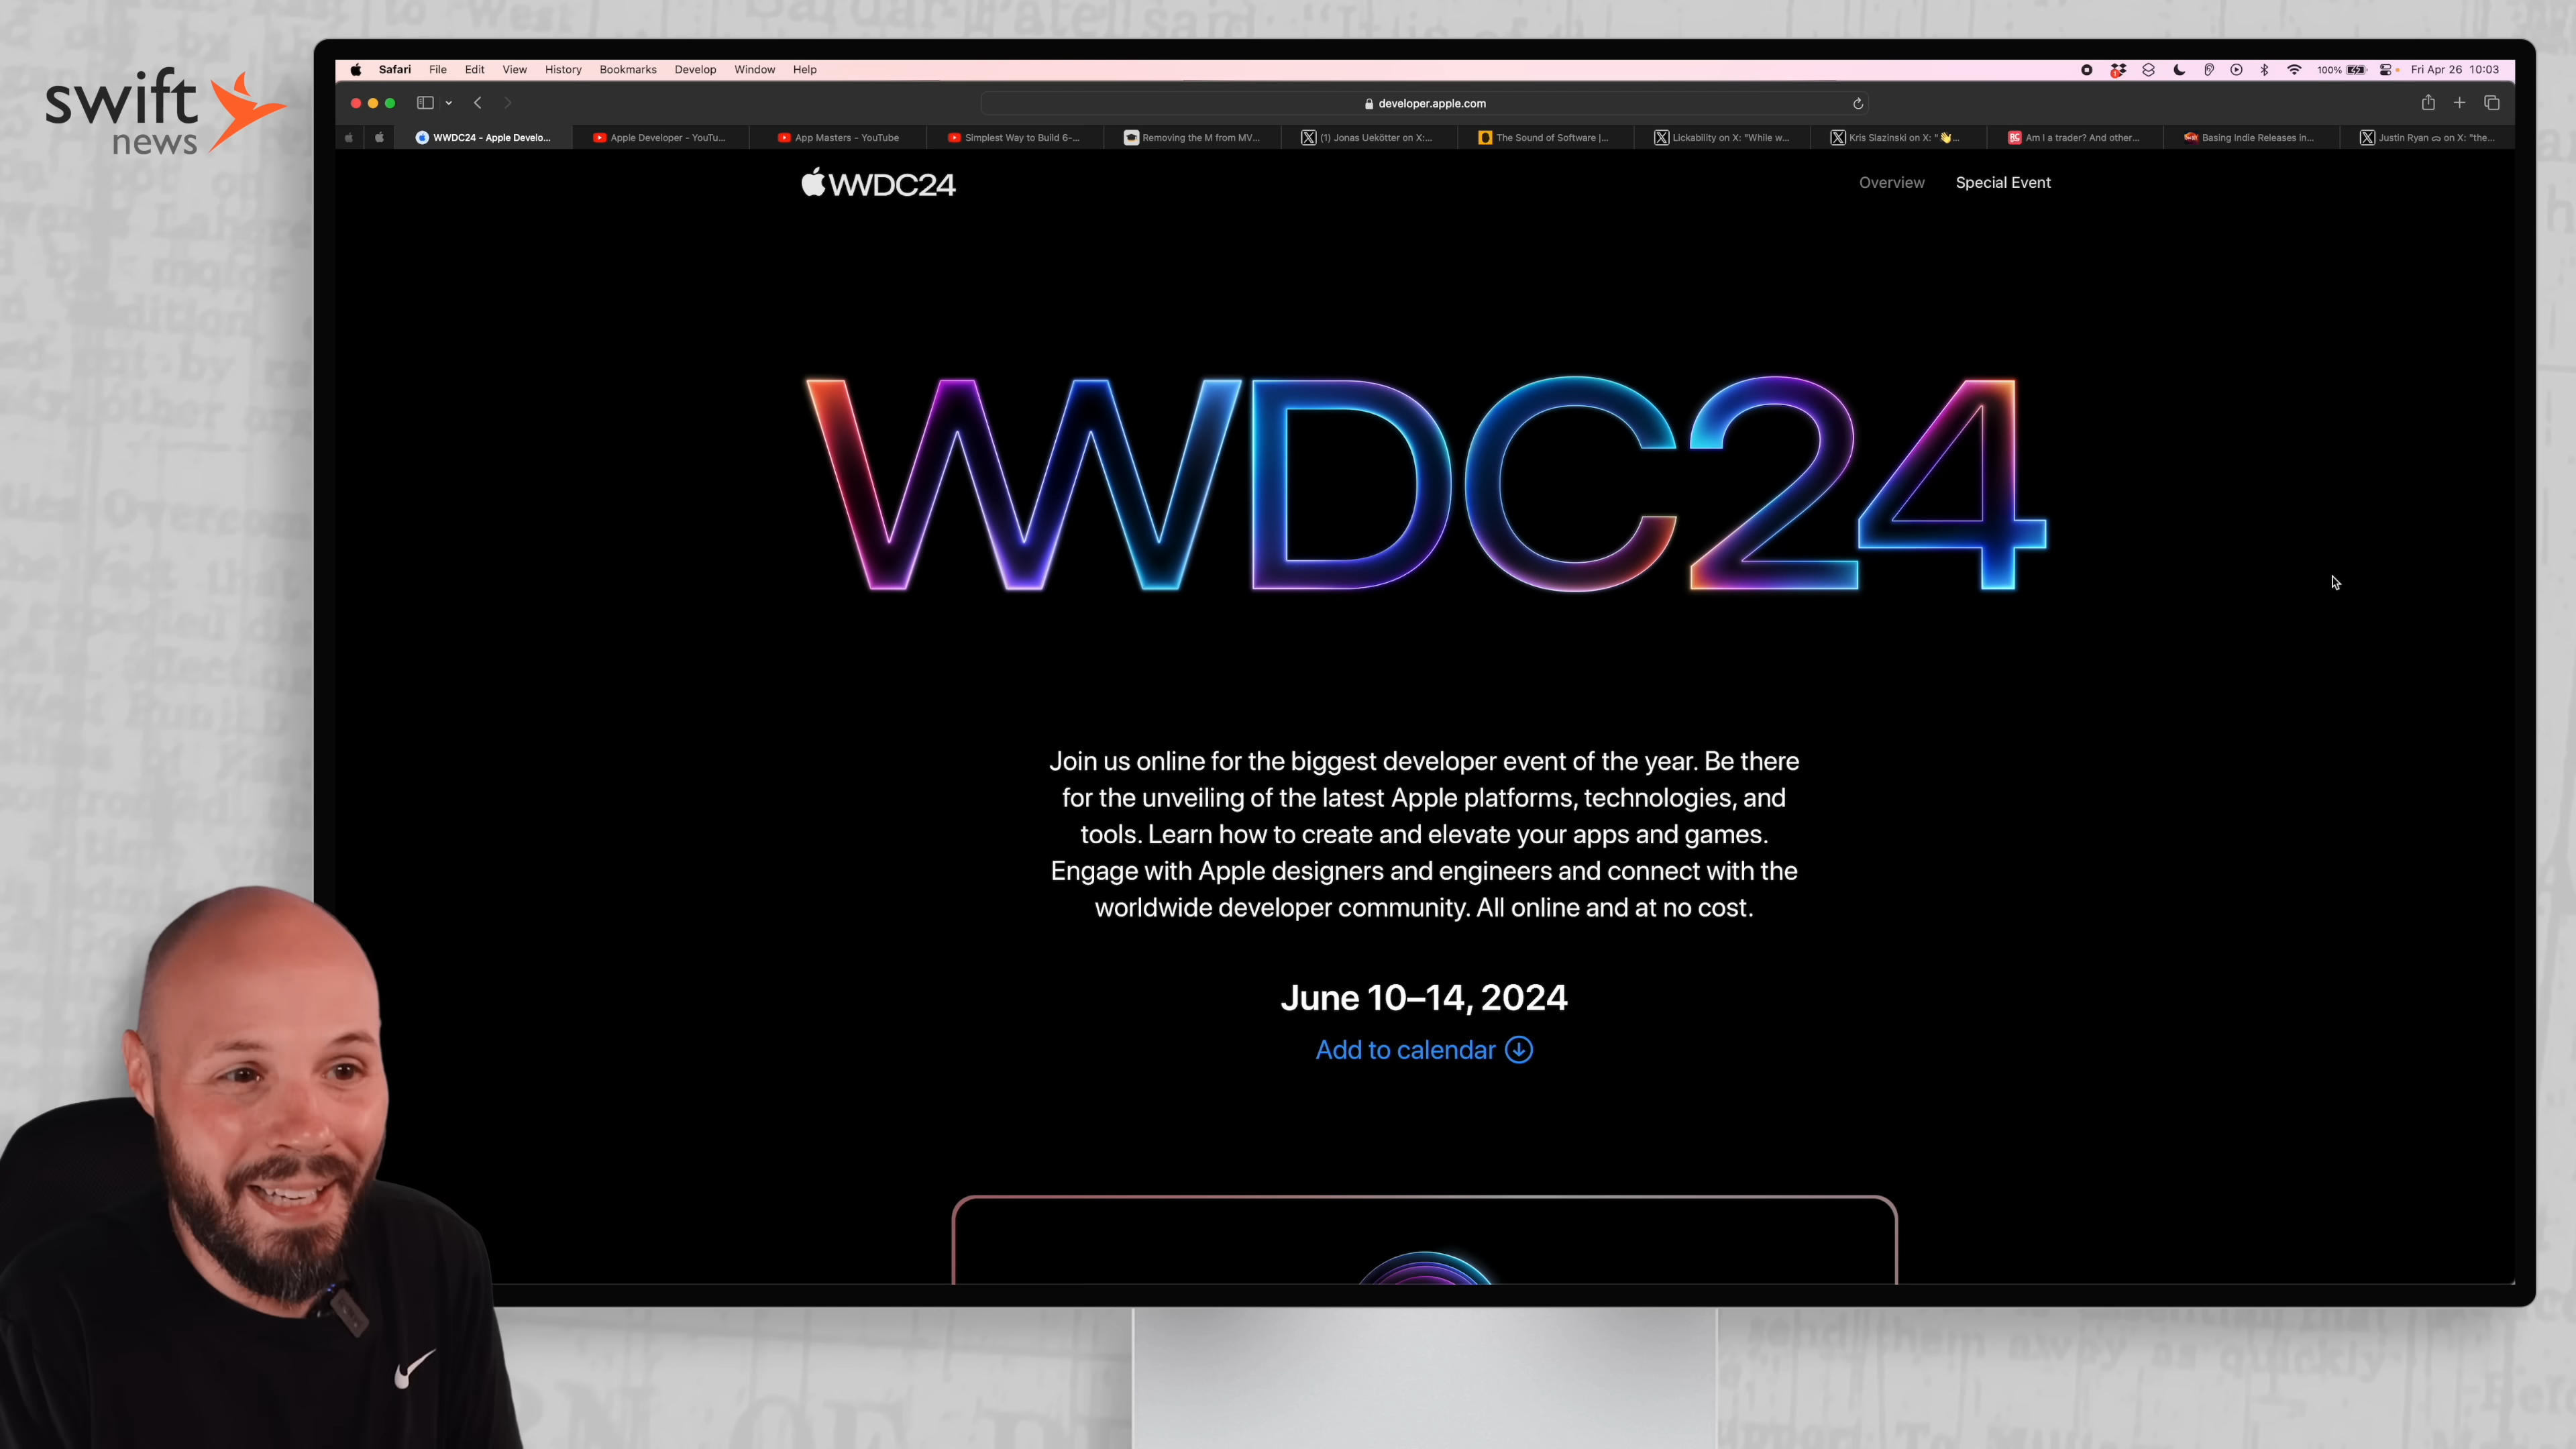 swift
news
Safari File Edit View History Bookmarks Develop Window Help
100% Fri Apr 26 10:03
developer.apple.com
WWDC24 - Apple Develo...
Apple Developer - YouTu...
App Masters - YouTube
Simplest Way to Build 6-...
Removing the M from MV...
(1) Jonas Uekötter on X:...
The Sound of Software |...
Lickability on X: "While w...
Kris Slazinski on X: "👋...
Am I a trader? And other...
Basing Indie Releases in...
Justin Ryan on X: "the...
WWDC24
Overview Special Event
WWDC24
Join us online for the biggest developer event of the year. Be there
for the unveiling of the latest Apple platforms, technologies, and
tools. Learn how to create and elevate your apps and games.
Engage with Apple designers and engineers and connect with the
worldwide developer community. All online and at no cost.
June 10–14, 2024
Add to calendar